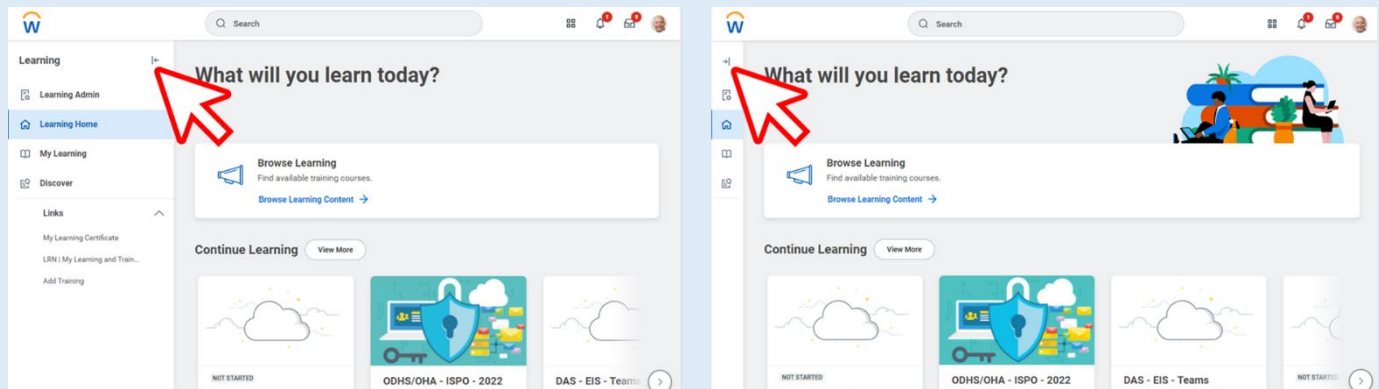 W
Search
1
5
Learning
Learning Admin
Learning Home
My Learning
Discover
Links
My Learning Certificate
LRN | My Learning and Train...
Add Training
What will you learn today?
Browse Learning
Find available training courses.
Browse Learning Content →
Continue Learning
View More
NOT STARTED
ODHS/OHA - ISPO - 2022
DAS - EIS - Teams
W
Search
1
5
What will you learn today?
Browse Learning
Find available training courses.
Browse Learning Content →
Continue Learning
View More
NOT STARTED
ODHS/OHA - ISPO - 2022
DAS - EIS - Teams
NOT STARTED